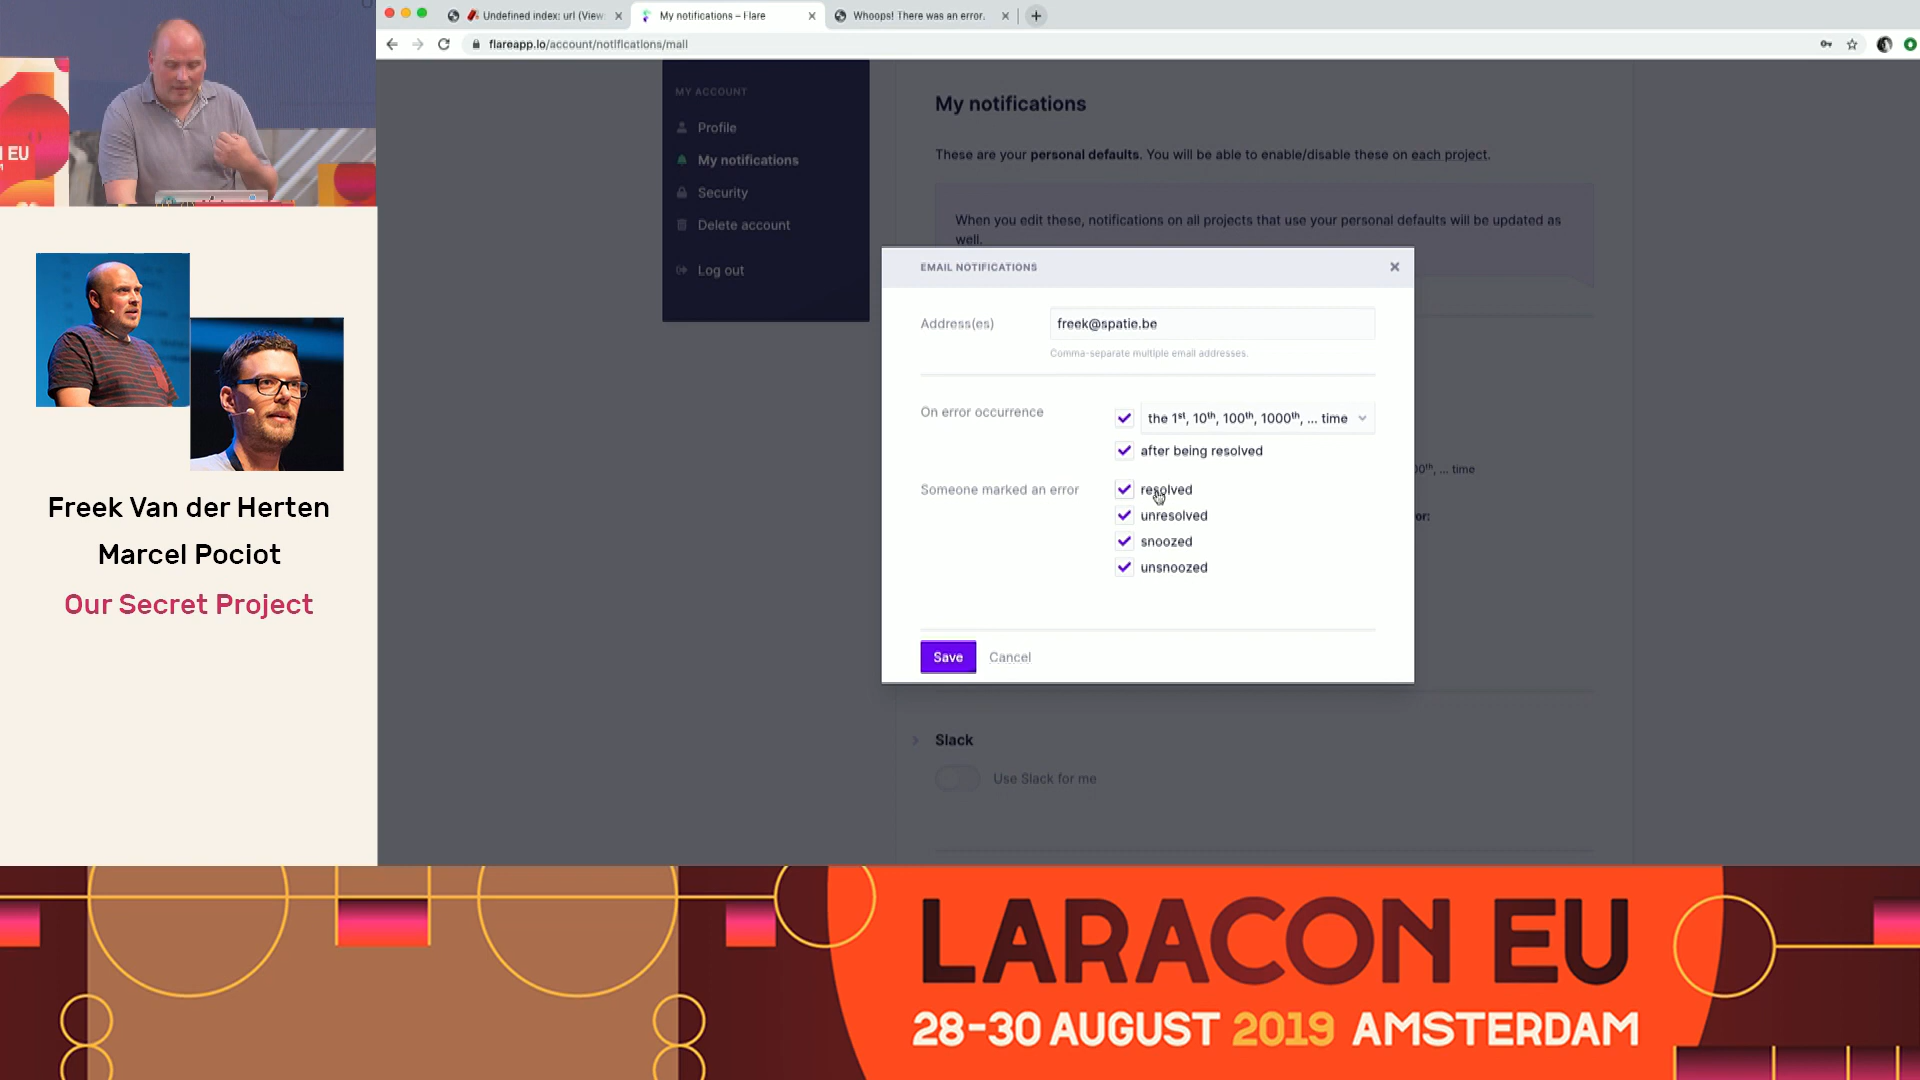 Undefined index: url (View:
My notifications – Flare
Whoops! There was an error.
flareapp.io/account/notifications/mail
EU
MY ACCOUNT
Profile
My notifications
Security
Delete account
Log out
My notifications
These are your personal defaults. You will be able to enable/disable these on each project.
When you edit these, notifications on all projects that use your personal defaults will be updated as
well.
EMAIL NOTIFICATIONS
Address(es)
freek@spatie.be
Comma-separate multiple email addresses.
On error occurrence
the 1st, 10th, 100th, 1000th, ... time
after being resolved
Someone marked an error
resolved
unresolved
snoozed
unsnoozed
Save
Cancel
00th, ... time
or:
Slack
Use Slack for me
Freek Van der Herten
Marcel Pociot
Our Secret Project
LARACON EU
28-30 AUGUST 2019 AMSTERDAM